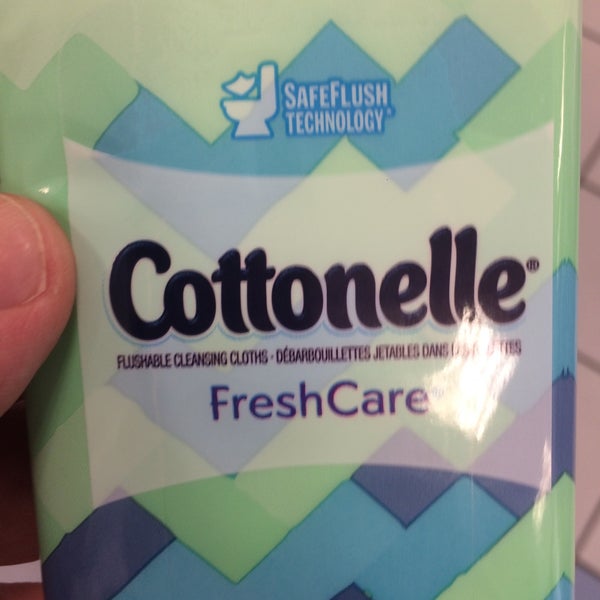 SAFEFLUSH
TECHNOLOGY
Cottonelle®
FLUSHABLE CLEANSING CLOTHS · DÉBARBOUILLETTES JETABLES DANS
FreshCare